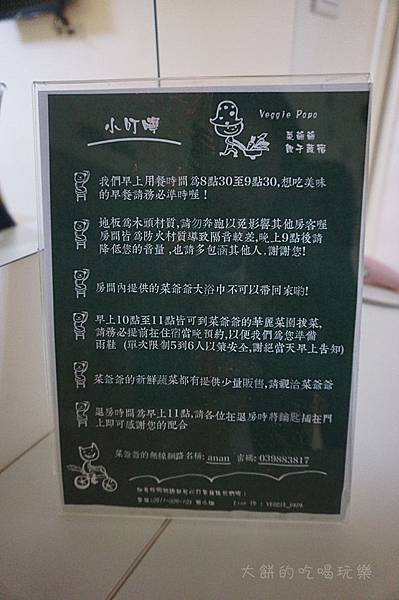 小叮嚀
Veggie Papa
菜爺爺
親子民宿
我們早上用餐時間為8點30至9點30,想吃美味
的早餐請務必準時喔！
地板為木頭材質,請勿奔跑以免影響其他房客喔
房間皆為防火材質導致隔音較差,晚上9點後請
降低您的音量 ,也請多包涵其他人.謝謝您!
房間內提供的菜爺爺大浴巾不可以帶回家喲!
早上10點至11點皆可到菜爺爺的華麗菜園拔菜,
請務必提前在住宿當晚預約,以便我們為您準備
雨鞋 (單次限制5到6人以策安全,謝絕當天早上告知)
菜爺爺的新鮮蔬菜都有提供少量販售,請親洽菜爺爺
退房時間為早上11點,請各位在退房時將鑰匙插在門
上即可感謝您的配合
菜爺爺的無線網路名稱: anan 密碼: 039883817
大餅的吃喝玩樂